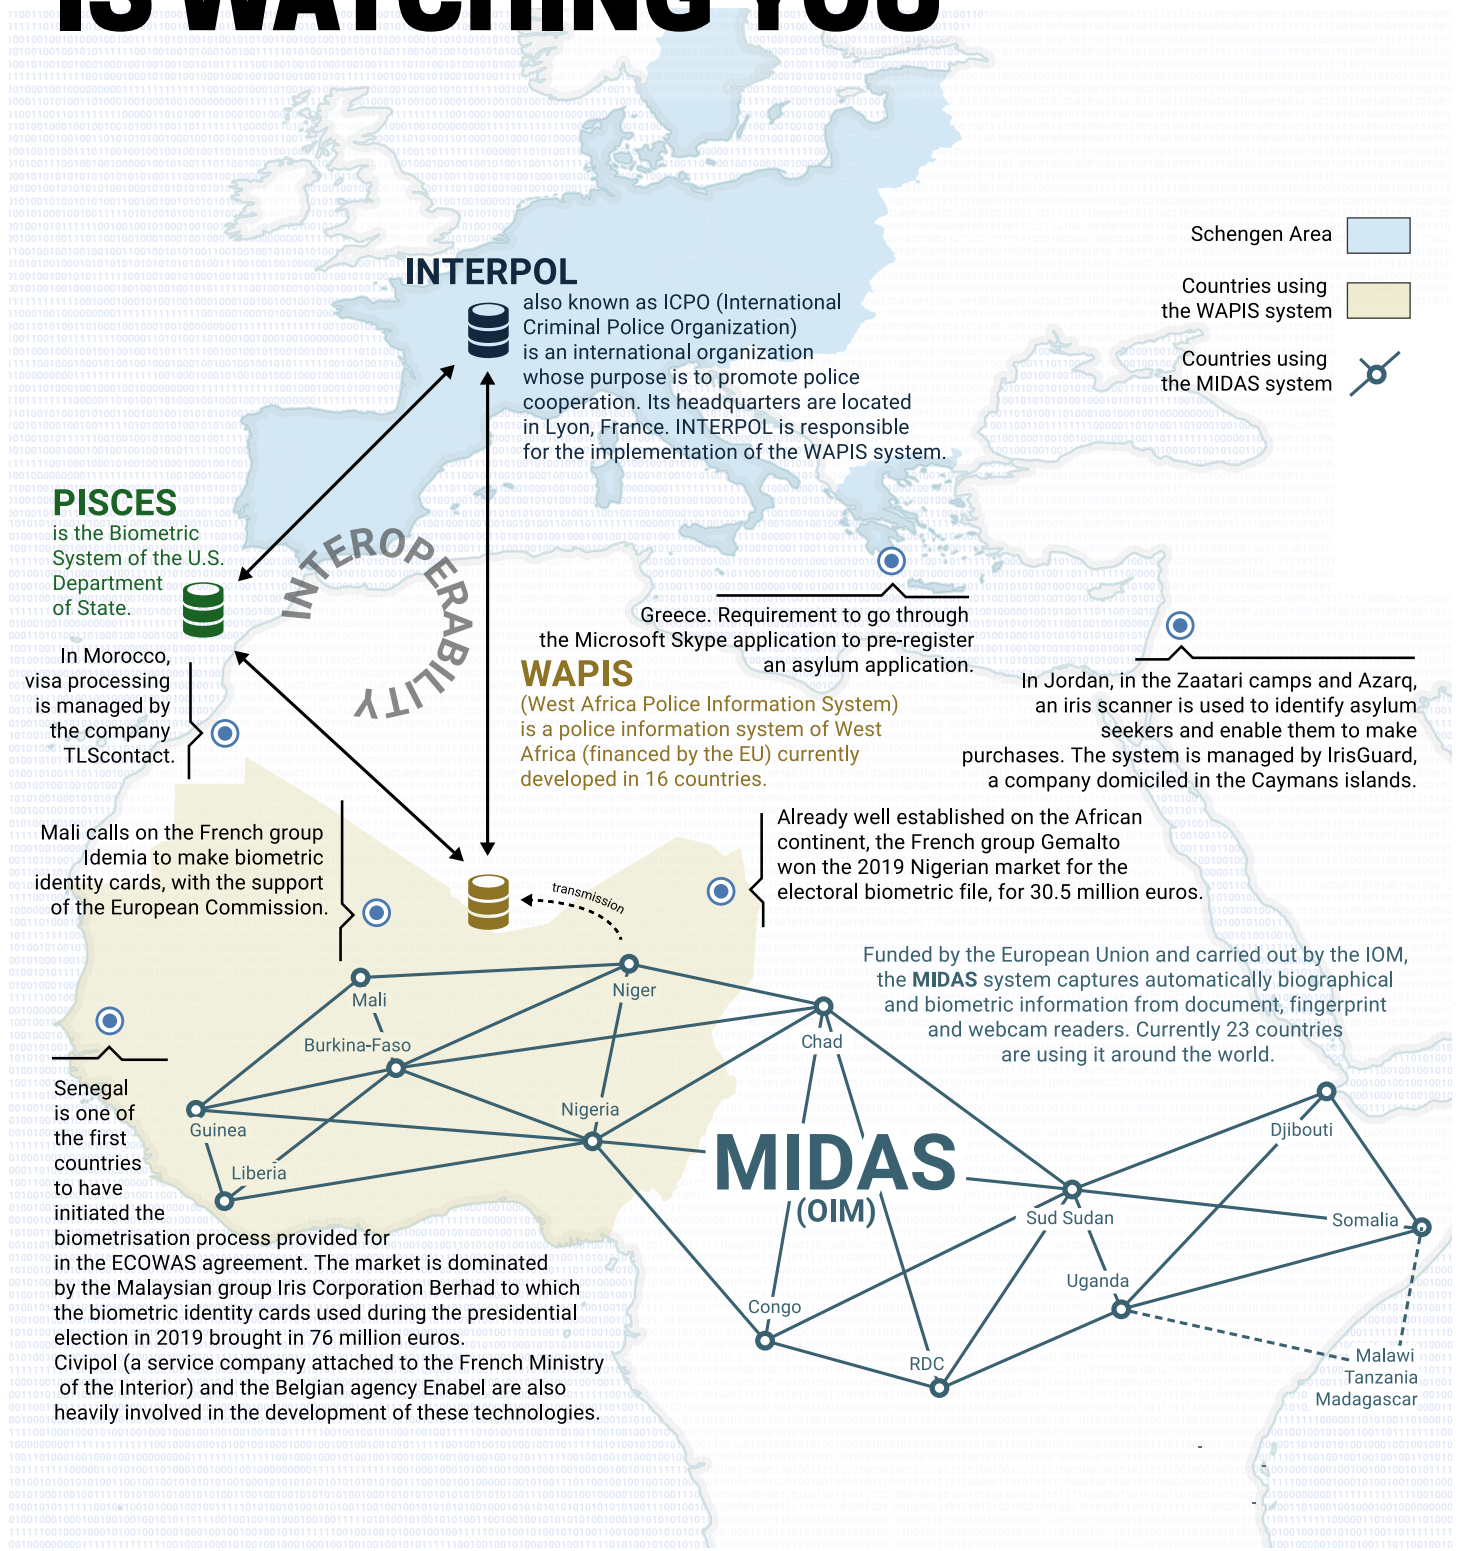 IS WATCHING YOU
Schengen Area
Countries using
the WAPIS system
Countries using
the MIDAS system
INTERPOL
also known as ICPO (International
Criminal Police Organization)
is an international organization
whose purpose is to promote police
cooperation. Its headquarters are located
in Lyon, France. INTERPOL is responsible
for the implementation of the WAPIS system.
PISCES
is the Biometric
System of the U.S.
Department
of State.
INTEROPERABILITY
In Morocco,
visa processing
is managed by
the company
TLScontact.
Greece. Requirement to go through
the Microsoft Skype application to pre-register
an asylum application.
WAPIS
(West Africa Police Information System)
is a police information system of West
Africa (financed by the EU) currently
developed in 16 countries.
In Jordan, in the Zaatari camps and Azarq,
an iris scanner is used to identify asylum
seekers and enable them to make
purchases. The system is managed by IrisGuard,
a company domiciled in the Caymans islands.
Mali calls on the French group
Idemia to make biometric
identity cards, with the support
of the European Commission.
Already well established on the African
continent, the French group Gemalto
won the 2019 Nigerian market for the
electoral biometric file, for 30.5 million euros.
transmission
Funded by the European Union and carried out by the IOM,
the MIDAS system captures automatically biographical
and biometric information from document, fingerprint
and webcam readers. Currently 23 countries
are using it around the world.
Mali
Niger
Burkina-Faso
Chad
Guinea
Nigeria
Liberia
Djibouti
MIDAS
(OIM)
Sud Sudan
Somalia
Uganda
Congo
RDC
Malawi
Tanzania
Madagascar
Senegal
is one of
the first
countries
to have
initiated the
biometrisation process provided for
in the ECOWAS agreement. The market is dominated
by the Malaysian group Iris Corporation Berhad to which
the biometric identity cards used during the presidential
election in 2019 brought in 76 million euros.
Civipol (a service company attached to the French Ministry
of the Interior) and the Belgian agency Enabel are also
heavily involved in the development of these technologies.